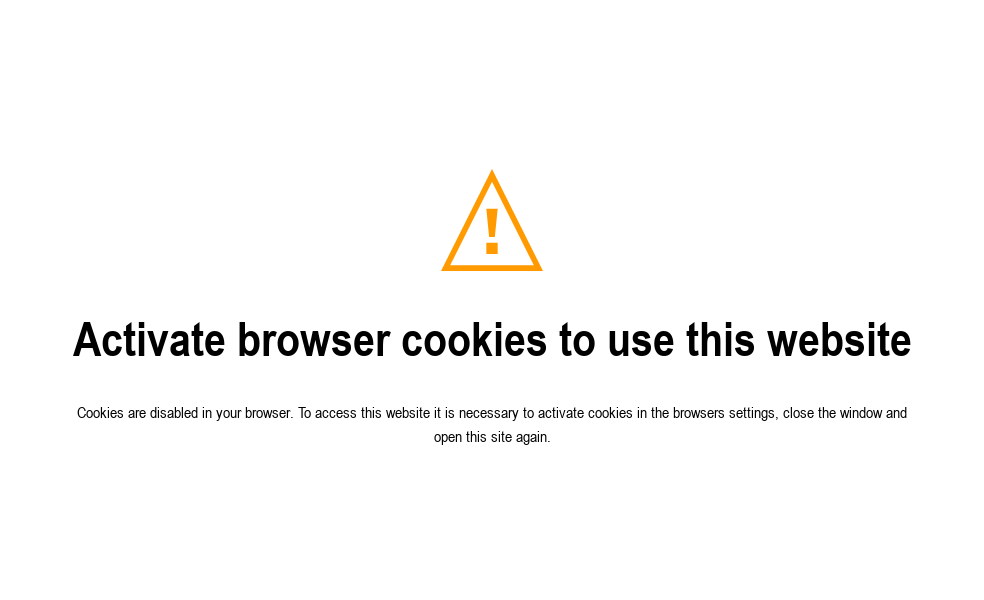 !
Activate browser cookies to use this website
Cookies are disabled in your browser. To access this website it is necessary to activate cookies in the browsers settings, close the window and
open this site again.